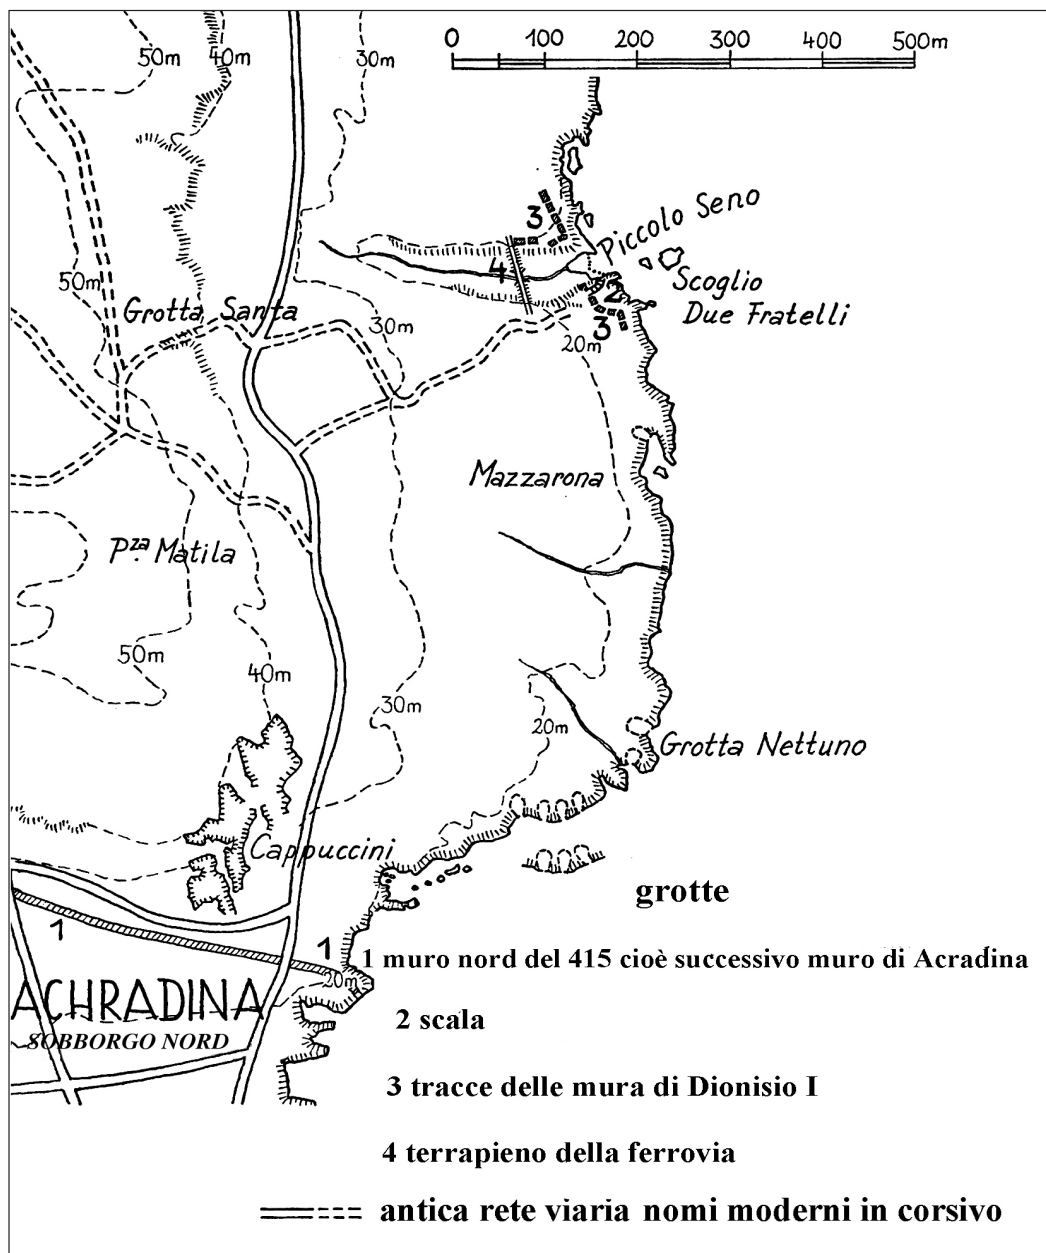 0 100 200 300 400 500m
50m 40m 30m
3
Piccolo Seno
4
50m
Scoglio
Due Fratelli
2
Grotta Santa
30m
3
20m
Mazzarona
Pza Matila
50m
40m
30m
20m
Grotta Nettuno
Cappuccini
grotte
1
1
1 muro nord del 415 cioè successivo muro di Acradina
20m
ACHRADINA
SOBBORGO NORD
2 scala
3 tracce delle mura di Dionisio I
4 terrapieno della ferrovia
antica rete viaria nomi moderni in corsivo